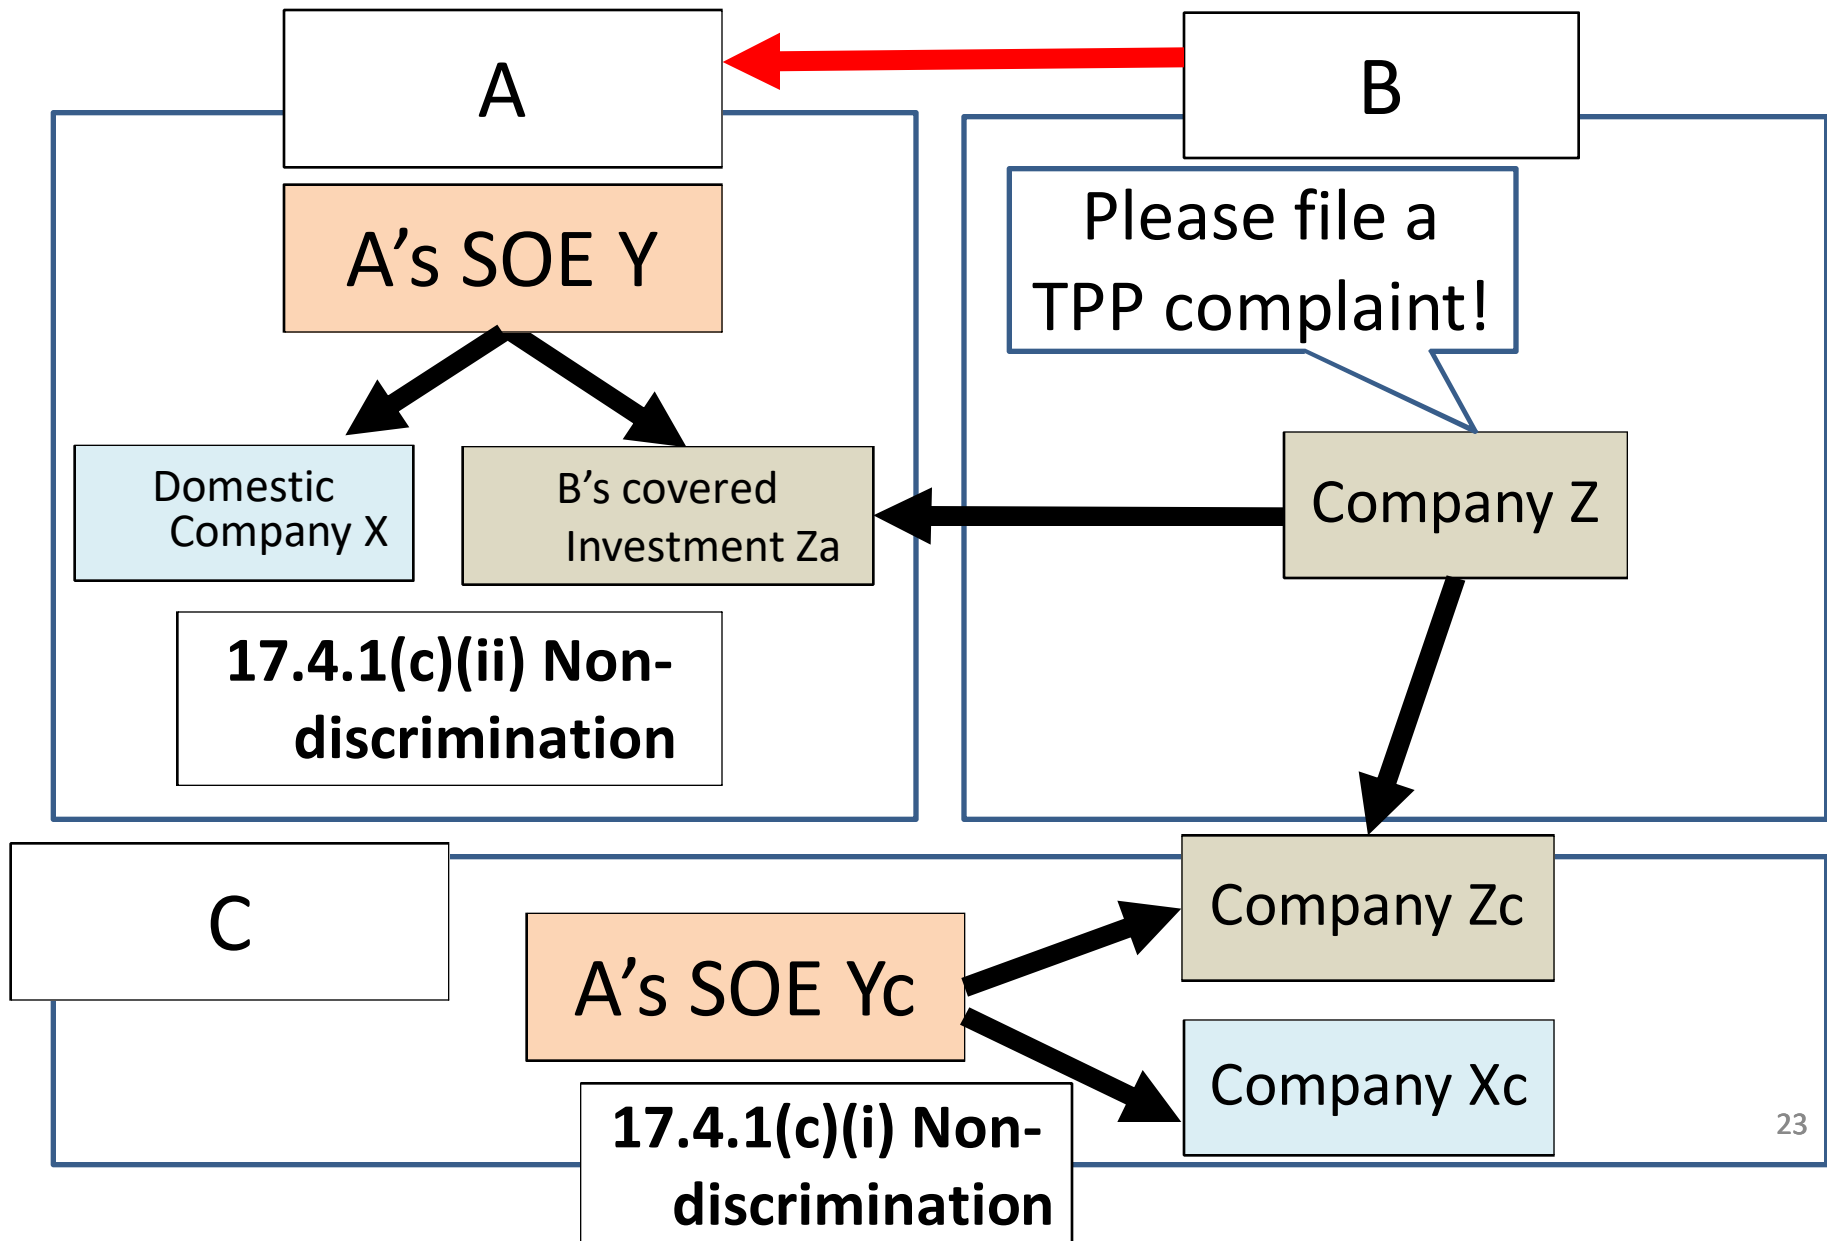 A
B
A’s SOE Y
Please file a
TPP complaint!
Domestic
Company X
B’s covered
Investment Za
Company Z
17.4.1(c)(ii) Non-
discrimination
C
A’s SOE Yc
Company Zc
Company Xc
17.4.1(c)(i) Non-
discrimination
23